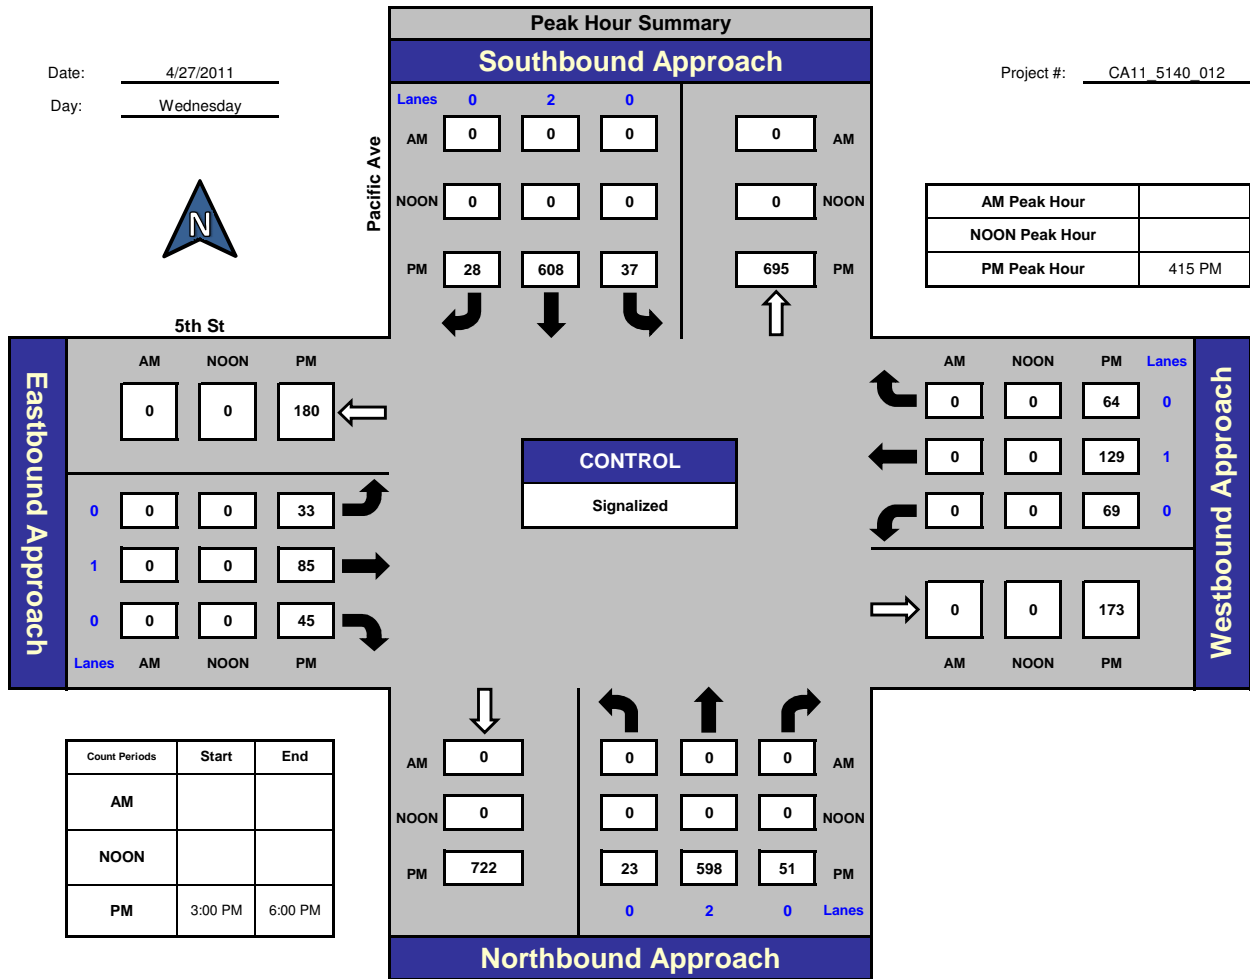 Peak Hour Summary
Southbound Approach
Date: 4/27/2011
Project #: CA11_5140_012
Day: Wednesday
Lanes 0 2 0
AM 0 0 0 0 AM
Pacific Ave
NOON 0 0 0 0 NOON
N
AM Peak Hour
NOON Peak Hour
PM Peak Hour 415 PM
PM 28 608 37 695 PM
5th St
Eastbound Approach
AM NOON PM
0 0 180
0 0 0 33
1 0 0 85
0 0 0 45
Lanes AM NOON PM
CONTROL
Signalized
AM NOON PM Lanes
0 0 64 0
0 0 129 1
0 0 69 0
0 0 173
AM NOON PM
Westbound Approach
Count Periods Start End
AM
NOON
PM 3:00 PM 6:00 PM
AM 0 0 0 0 AM
NOON 0 0 0 0 NOON
PM 722 23 598 51 PM
0 2 0 Lanes
Northbound Approach